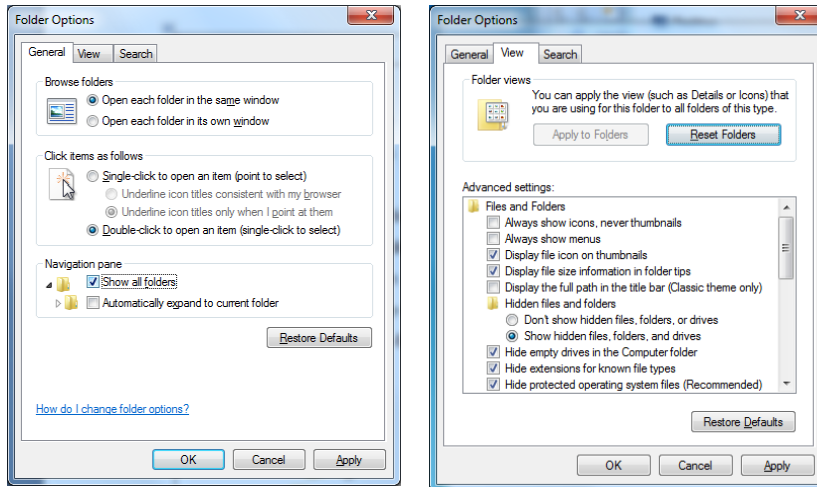 Folder Options
General View Search
Browse folders
Open each folder in the same window
Open each folder in its own window
Click items as follows
Single-click to open an item (point to select)
Underline icon titles consistent with my browser
Underline icon titles only when I point at them
Double-click to open an item (single-click to select)
Navigation pane
Show all folders
Automatically expand to current folder
Restore Defaults
How do I change folder options?
OK Cancel Apply
Folder Options
General View Search
Folder views
You can apply the view (such as Details or Icons) that
you are using for this folder to all folders of this type.
Apply to Folders Reset Folders
Advanced settings:
Files and Folders
Always show icons, never thumbnails
Always show menus
Display file icon on thumbnails
Display file size information in folder tips
Display the full path in the title bar (Classic theme only)
Hidden files and folders
Don't show hidden files, folders, or drives
Show hidden files, folders, and drives
Hide empty drives in the Computer folder
Hide extensions for known file types
Hide protected operating system files (Recommended)
Restore Defaults
OK Cancel Apply